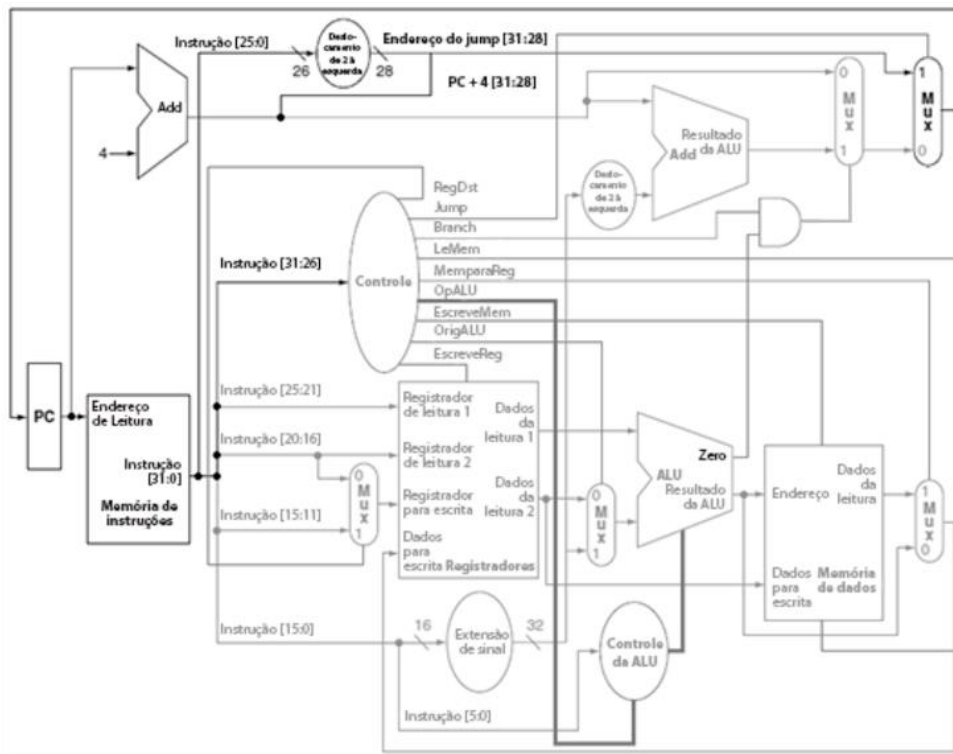 Instrução [25:0]
26
Deslo-
camento
de 2 à
esquerda
28
Endereço do jump [31:28]
PC + 4 [31:28]
Add
4
0
M
u
x
1
1
M
u
x
0
Add
Resultado
da ALU
Deslo-
camento
de 2 à
esquerda
RegDst
Jump
Branch
LeMem
MemparaReg
OpALU
EscreveMem
OrigALU
EscreveReg
Instrução [31:26]
Controle
PC
Endereço
de Leitura
Instrução
[31:0]
Memória de
instruções
Instrução [25:21]
Instrução [20:16]
Instrução [15:11]
0
M
u
x
1
Registrador
de leitura 1
Registrador
de leitura 2
Registrador
para escrita
Dados
para
escrita
Registradores
Dados
da
leitura 1
Dados
da
leitura 2
0
M
u
x
1
Zero
ALU
Resultado
da ALU
Endereço
Dados
da
leitura
Dados
para
escrita
Memória
de dados
1
M
u
x
0
Instrução [15:0]
16
Extensão
de sinal
32
Controle
da ALU
Instrução [5:0]